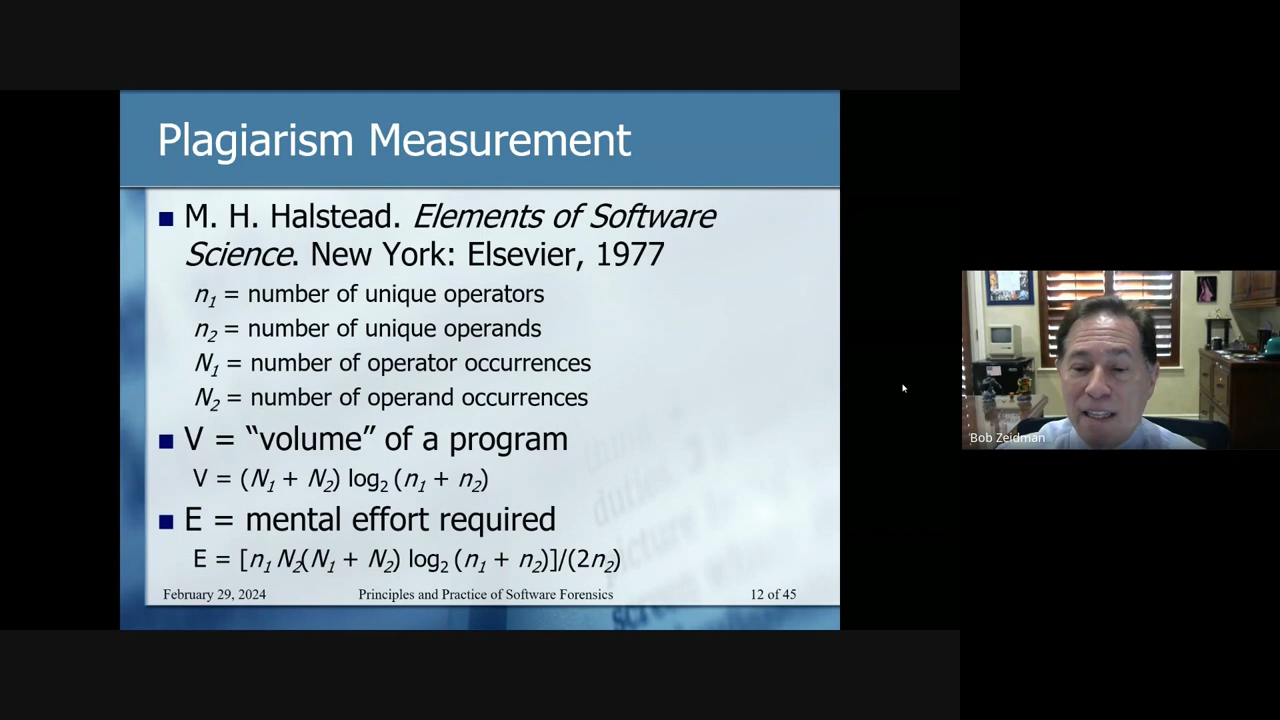 Plagiarism Measurement
■ M. H. Halstead. Elements of Software
Science. New York: Elsevier, 1977
n₁ = number of unique operators
n₂ = number of unique operands
N₁ = number of operator occurrences
N₂ = number of operand occurrences
■ V = “volume” of a program
V = (N₁ + N₂) log₂ (n₁ + n₂)
■ E = mental effort required
E = [n₁ N₂(N₁ + N₂) log₂ (n₁ + n₂)]/(2n₂)
February 29, 2024 Principles and Practice of Software Forensics 12 of 45
Bob Zeidman